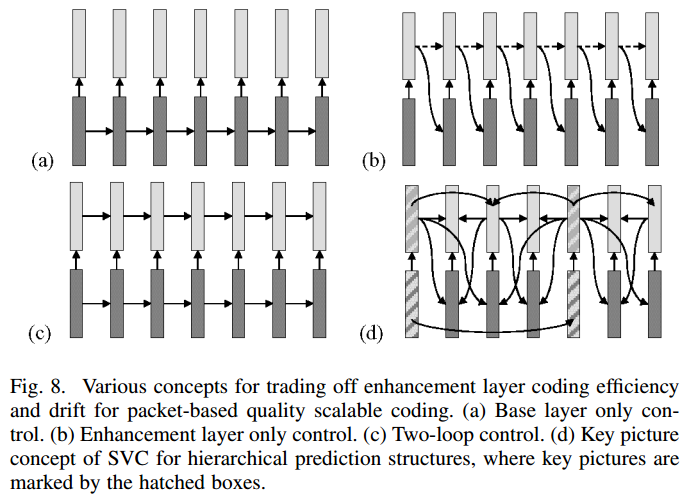 (a)
(b)
(c)
(d)
Fig. 8. Various concepts for trading off enhancement layer coding efficiency
and drift for packet-based quality scalable coding. (a) Base layer only con-
trol. (b) Enhancement layer only control. (c) Two-loop control. (d) Key picture
concept of SVC for hierarchical prediction structures, where key pictures are
marked by the hatched boxes.